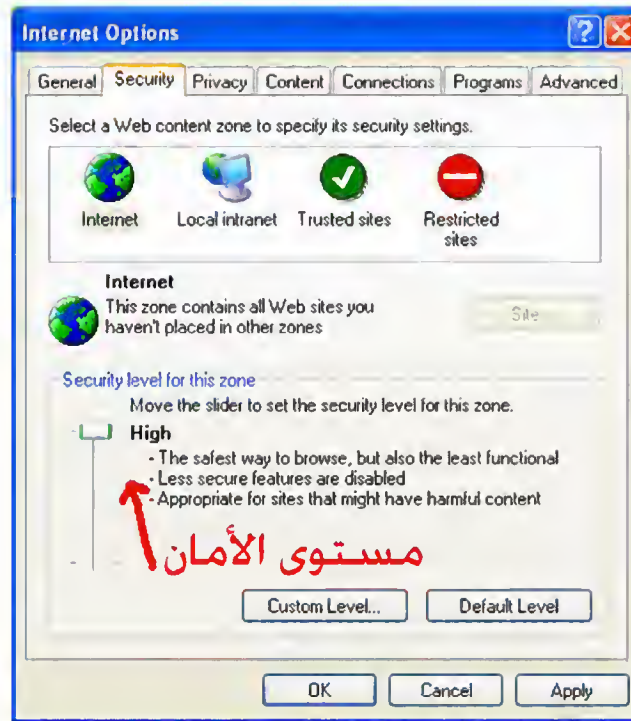 Internet Options
General Security Privacy Content Connections Programs Advanced
Select a Web content zone to specify its security settings.
Internet Local intranet Trusted sites Restricted sites
Internet
This zone contains all Web sites you
haven't placed in other zones
Site
Security level for this zone
Move the slider to set the security level for this zone.
High
- The safest way to browse, but also the least functional
- Less secure features are disabled
- Appropriate for sites that might have harmful content
مستوى الأمان
Custom Level... Default Level
OK Cancel Apply